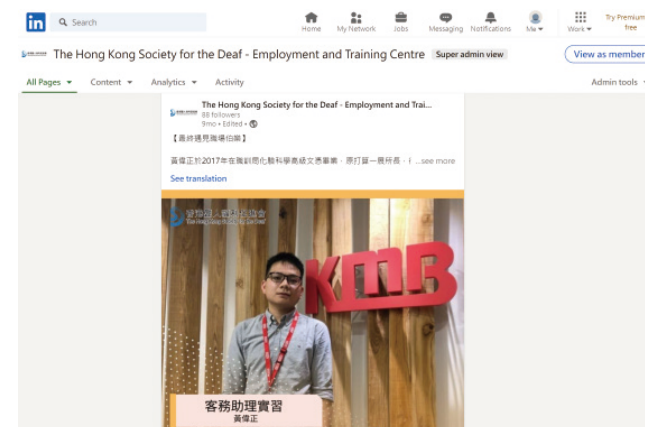 in
Search
Home
My Network
Jobs
Messaging
Notifications
Me
Work
Try Premium
free
The Hong Kong Society for the Deaf - Employment and Training Centre
Super admin view
View as member
All Pages
Content
Analytics
Activity
Admin tools
The Hong Kong Society for the Deaf - Employment and Trai...
88 followers
9mo • Edited •
【最終遇見職場伯樂】
黃偉正於2017年在職訓局化驗科學高級文憑畢業，原打算一展所長，
...see more
See translation
KMB
客務助理實習
黃偉正